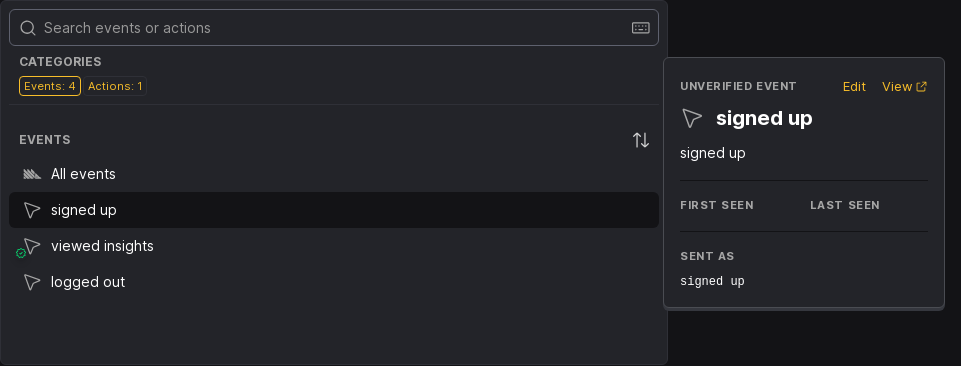 Search events or actions
CATEGORIES
Events: 4 Actions: 1
EVENTS
All events
signed up
viewed insights
logged out
UNVERIFIED EVENT Edit View
signed up
signed up
FIRST SEEN LAST SEEN
SENT AS
signed up